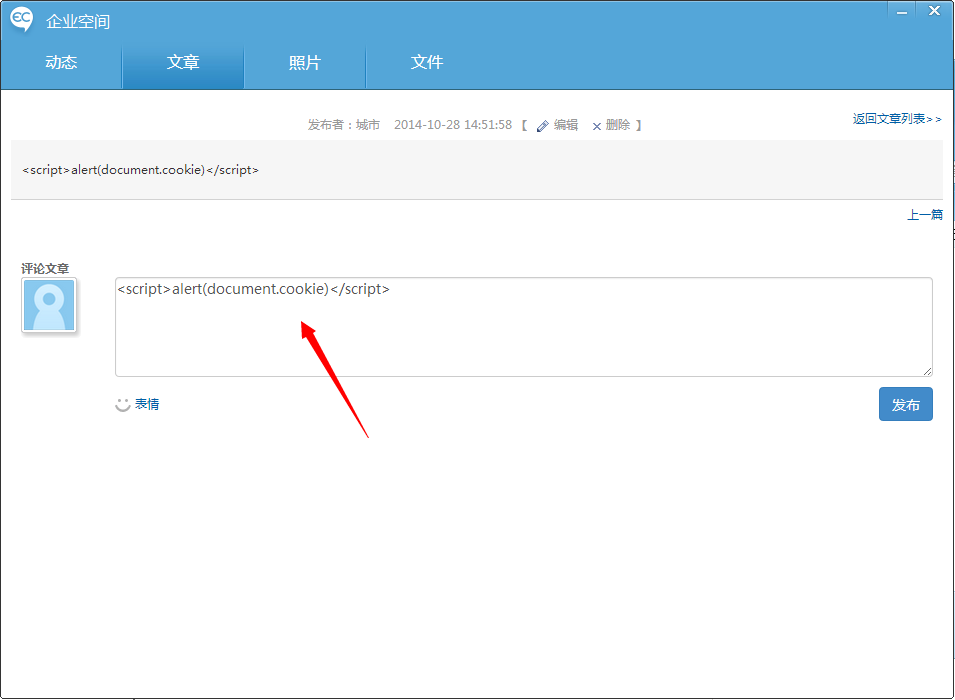 EC 企业空间
动态 文章 照片 文件
发布者：城市 2014-10-28 14:51:58 【 编辑 × 删除 】 返回文章列表>>
<script>alert(document.cookie)</script>
上一篇
评论文章
<script>alert(document.cookie)</script>
表情 发布